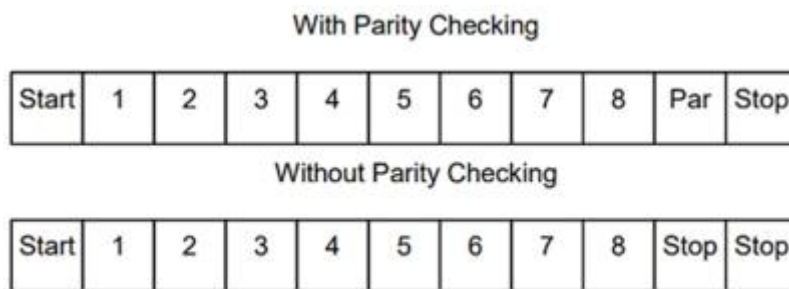 With Parity Checking
Start 1 2 3 4 5 6 7 8 Par Stop
Without Parity Checking
Start 1 2 3 4 5 6 7 8 Stop Stop